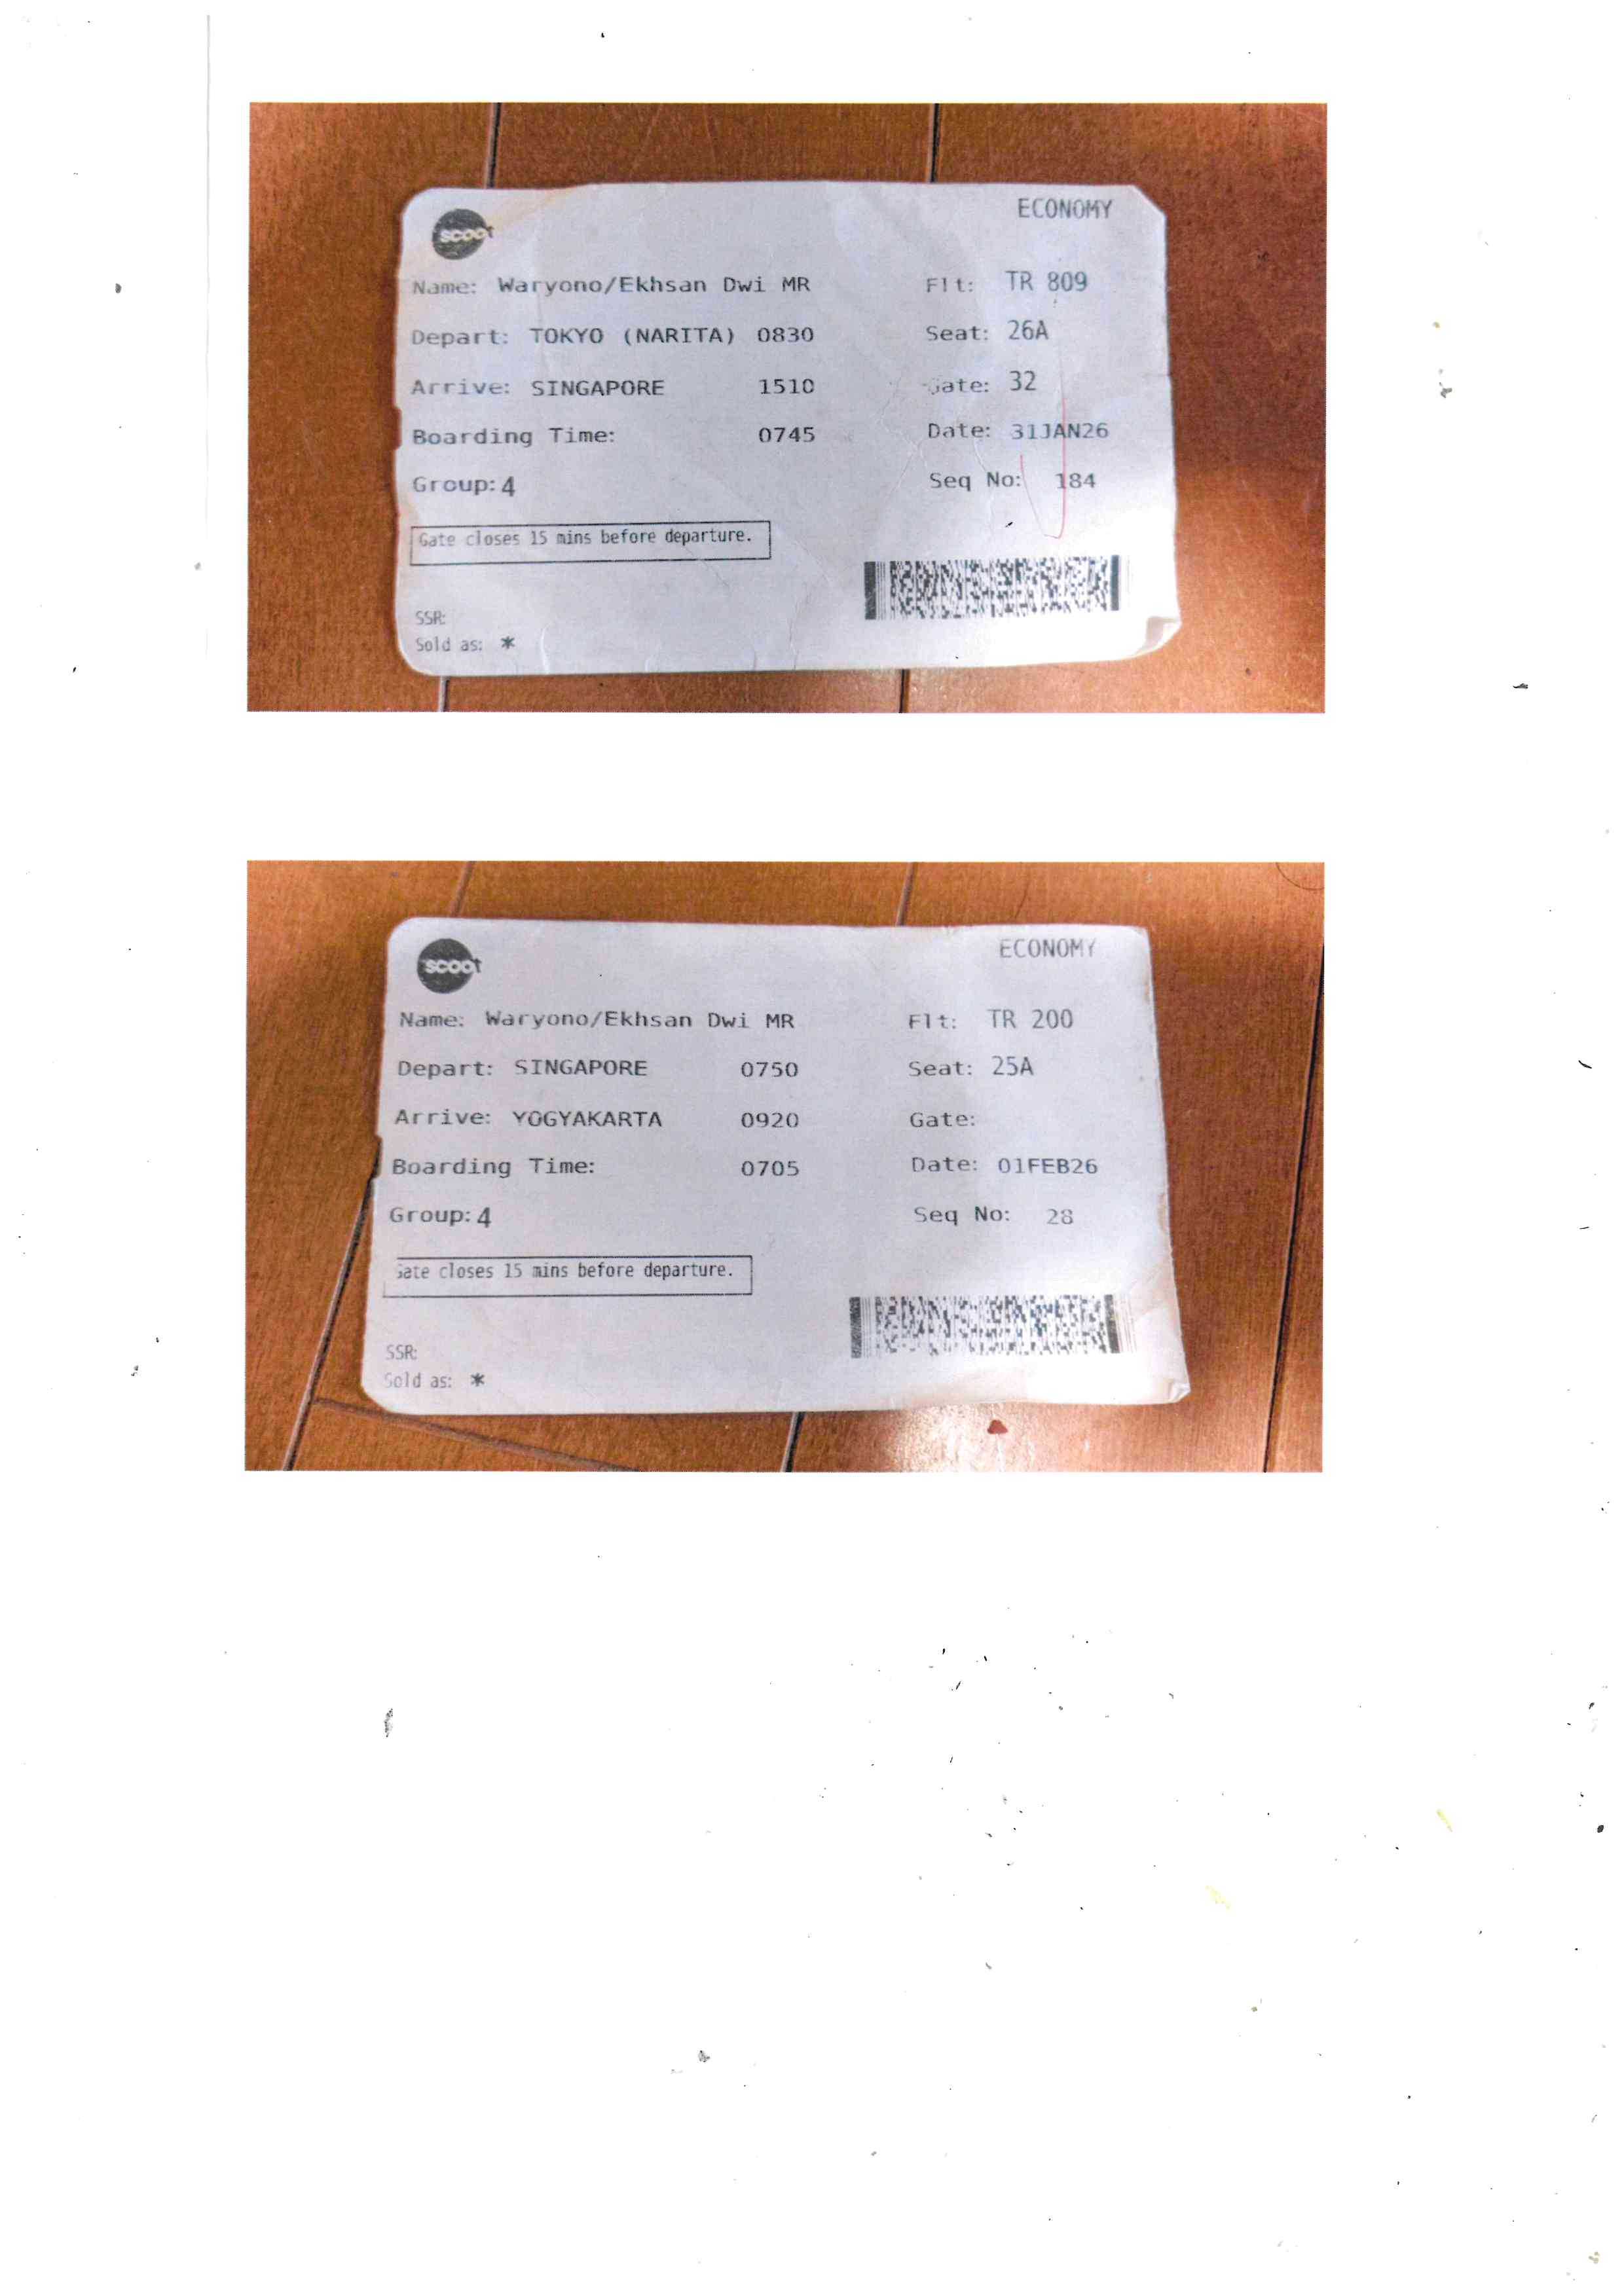 ECONOMY
scoot
Name: Waryono/Ekhsan Dwi MR Flt: TR 809
Depart: TOKYO (NARITA) 0830 Seat: 26A
Arrive: SINGAPORE 1510 Gate: 32
Boarding Time: 0745 Date: 31JAN26
Group: 4 Seq No: 184
Gate closes 15 mins before departure.
SSR:
Sold as: *
ECONOMY
scoot
Name: Waryono/Ekhsan Dwi MR Flt: TR 200
Depart: SINGAPORE 0750 Seat: 25A
Arrive: YOGYAKARTA 0920 Gate:
Boarding Time: 0705 Date: 01FEB26
Group: 4 Seq No: 28
Gate closes 15 mins before departure.
SSR:
Sold as: *